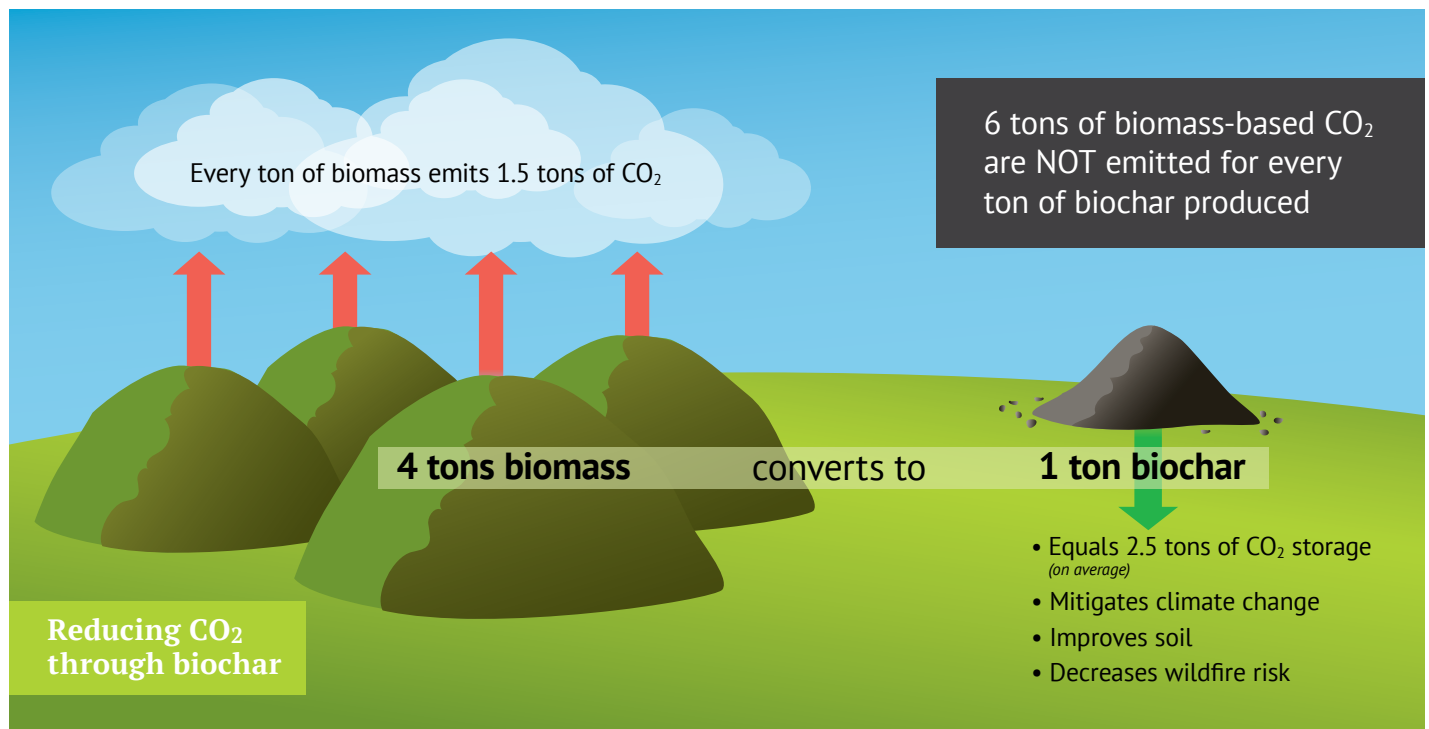 Every ton of biomass emits 1.5 tons of CO₂
6 tons of biomass-based CO₂
are NOT emitted for every
ton of biochar produced
4 tons biomass converts to 1 ton biochar
• Equals 2.5 tons of CO₂ storage
(on average)
• Mitigates climate change
• Improves soil
• Decreases wildfire risk
Reducing CO₂
through biochar